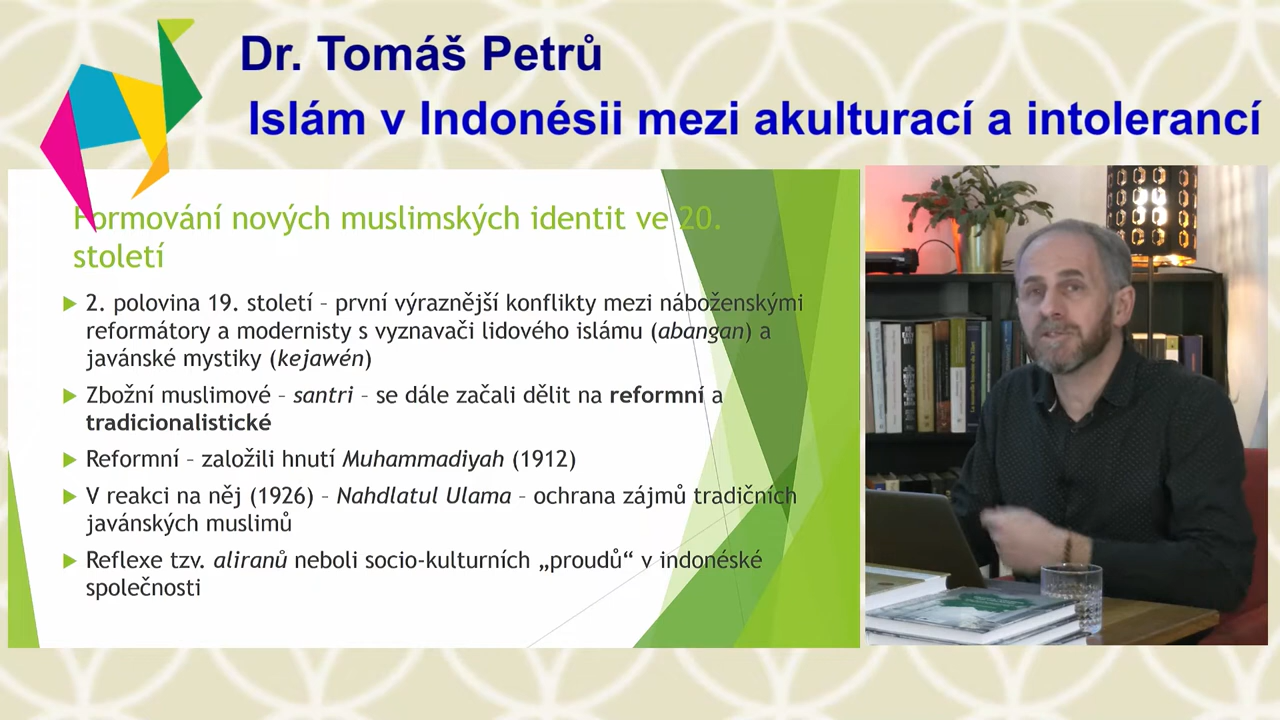 Dr. Tomáš Petrů
Islám v Indonésii mezi akulturací a intolerancí
Formování nových muslimských identit ve 20.
století
2. polovina 19. století – první výraznější konflikty mezi náboženskými
reformátory a modernisty s vyznavači lidového islámu (abangan) a
javánské mystiky (kejawén)
Zbožní muslimové – santri – se dále začali dělit na reformní a
tradicionalistické
Reformní – založili hnutí Muhammadiyah (1912)
V reakci na něj (1926) – Nahdlatul Ulama – ochrana zájmů tradičních
javánských muslimů
Reflexe tzv. aliranů neboli socio-kulturních „proudů“ v indonéské
společnosti